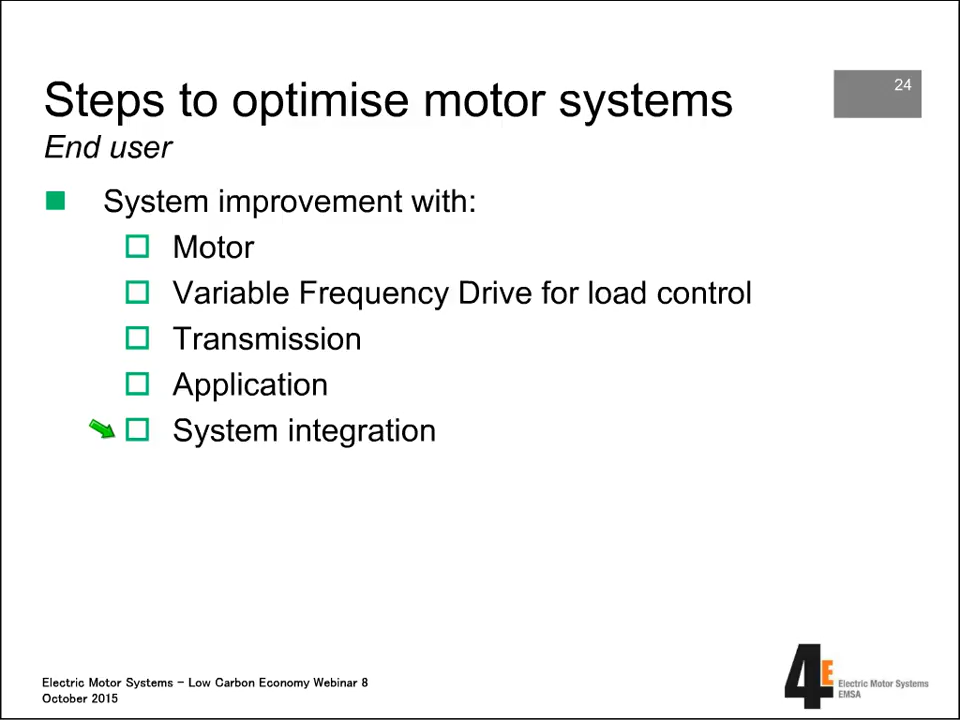 24
Steps to optimise motor systems
End user
System improvement with:
Motor
Variable Frequency Drive for load control
Transmission
Application
System integration
Electric Motor Systems – Low Carbon Economy Webinar 8
October 2015
4E
Electric Motor Systems
EMSA